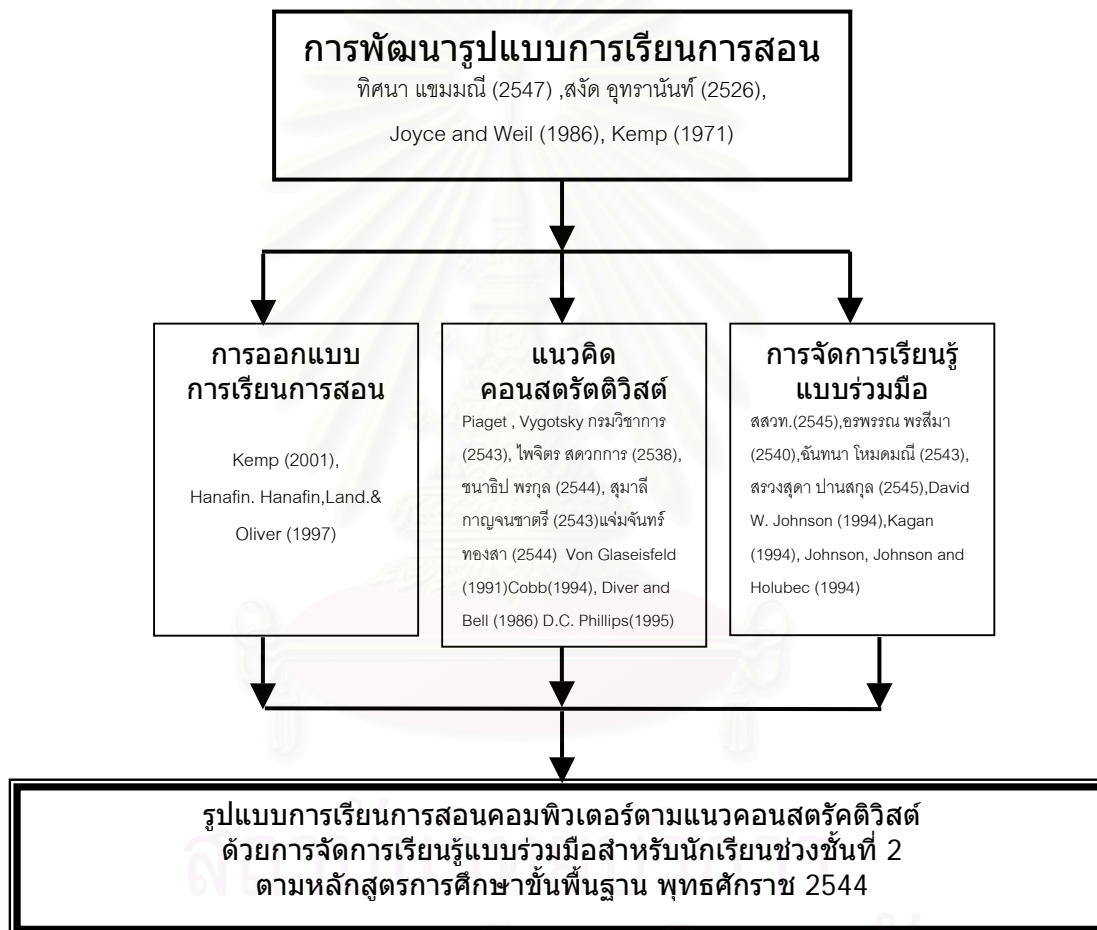 การพัฒนารูปแบบการเรียนการสอน
ทิศนา แขมมณี (2547) ,สงัด อุทรานันท์ (2526),
Joyce and Weil (1986), Kemp (1971)
การออกแบบ
การเรียนการสอน
Kemp (2001),
Hanafin. Hanafin,Land.&
Oliver (1997)
แนวคิด
คอนสตรัตติวิสต์
Piaget , Vygotsky กรมวิชาการ
(2543), ไพจิตร สดวกการ (2538),
ชนาธิป พรกุล (2544), สุมาลี
กาญจนชาตรี (2543)แจ่มจันทร์
ทองสา (2544) Von Glaseisfeld
(1991)Cobb(1994), Diver and
Bell (1986) D.C. Phillips(1995)
การจัดการเรียนรู้
แบบร่วมมือ
สสวท.(2545),อรพรรณ พรสีมา
(2540),ฉันทนา โหมดมณี (2543),
สรวงสุดา ปานสกุล (2545),David
W. Johnson (1994),Kagan
(1994), Johnson, Johnson and
Holubec (1994)
รูปแบบการเรียนการสอนคอมพิวเตอร์ตามแนวคอนสตรัคติวิสต์
ด้วยการจัดการเรียนรู้แบบร่วมมือสำหรับนักเรียนช่วงชั้นที่ 2
ตามหลักสูตรการศึกษาขั้นพื้นฐาน พุทธศักราช 2544